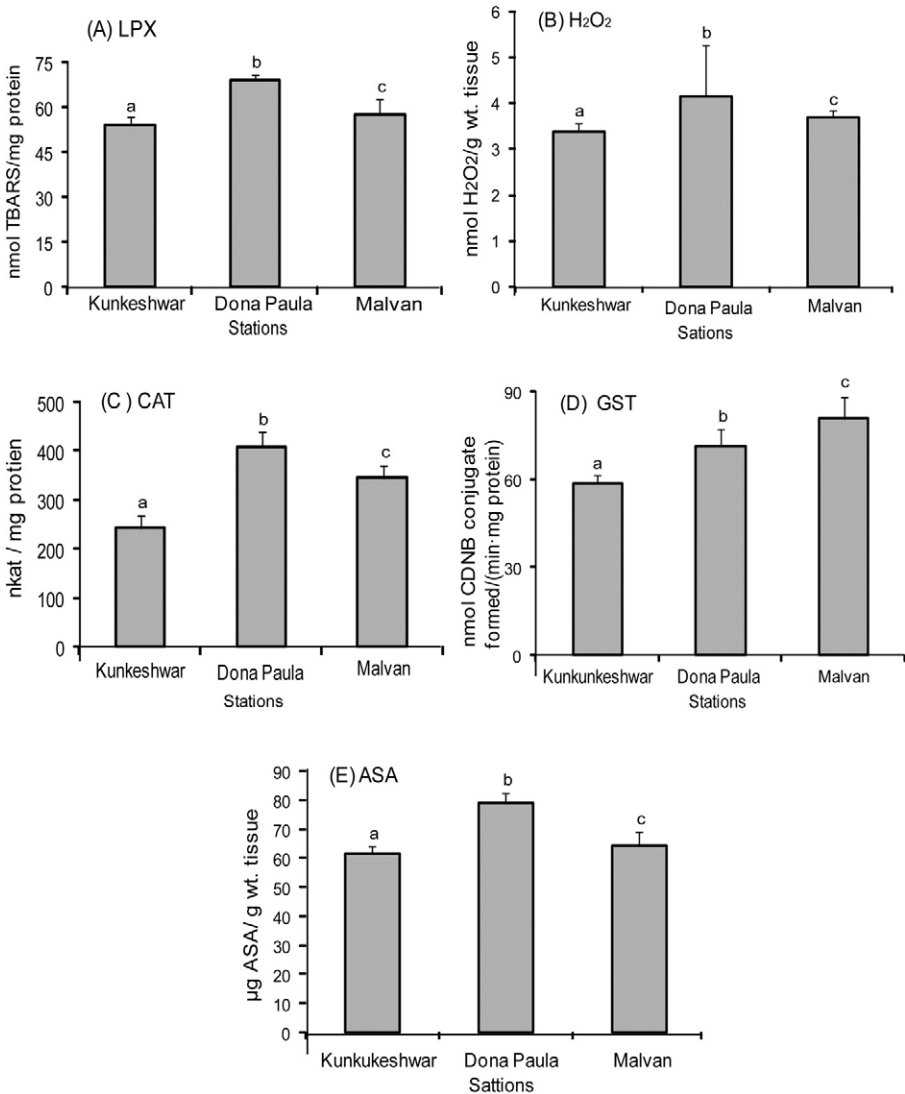 (A) LPX
nmol TBARS/mg protein
75
60
45
30
15
0
a
b
c
Kunkeshwar Dona Paula Malvan
Stations
(B) H₂O₂
nmol H2O2/g wt. tissue
6
5
4
3
2
1
0
a
b
c
Kunkeshwar Dona Paula Malvan
Sations
(C ) CAT
nkat / mg protien
500
400
300
200
100
0
a
b
c
Kunkeshwar Dona Paula Malvan
Stations
(D) GST
nmol CDNB conjugate
formed/(min·mg protein)
90
60
30
0
a
b
c
Kunkunkeshwar Dona Paula Malvan
Stations
(E) ASA
µg ASA/ g wt. tissue
90
80
70
60
50
40
30
20
10
0
a
b
c
Kunkukeshwar Dona Paula Malvan
Sattions